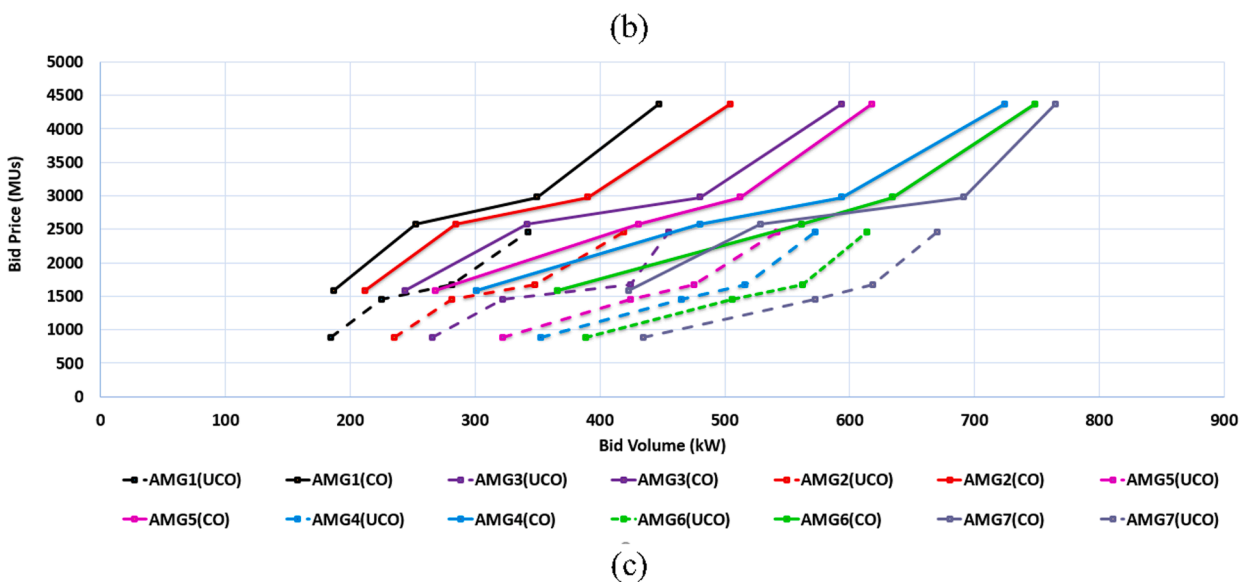 (b)
5000
4500
4000
3500
3000
2500
2000
1500
1000
500
0
Bid Price (MUs)
0 100 200 300 400 500 600 700 800 900
Bid Volume (kW)
AMG1(UCO) AMG1(CO) AMG3(UCO) AMG3(CO) AMG2(UCO) AMG2(CO) AMG5(UCO)
AMG5(CO) AMG4(UCO) AMG4(CO) AMG6(UCO) AMG6(CO) AMG7(CO) AMG7(UCO)
(c)